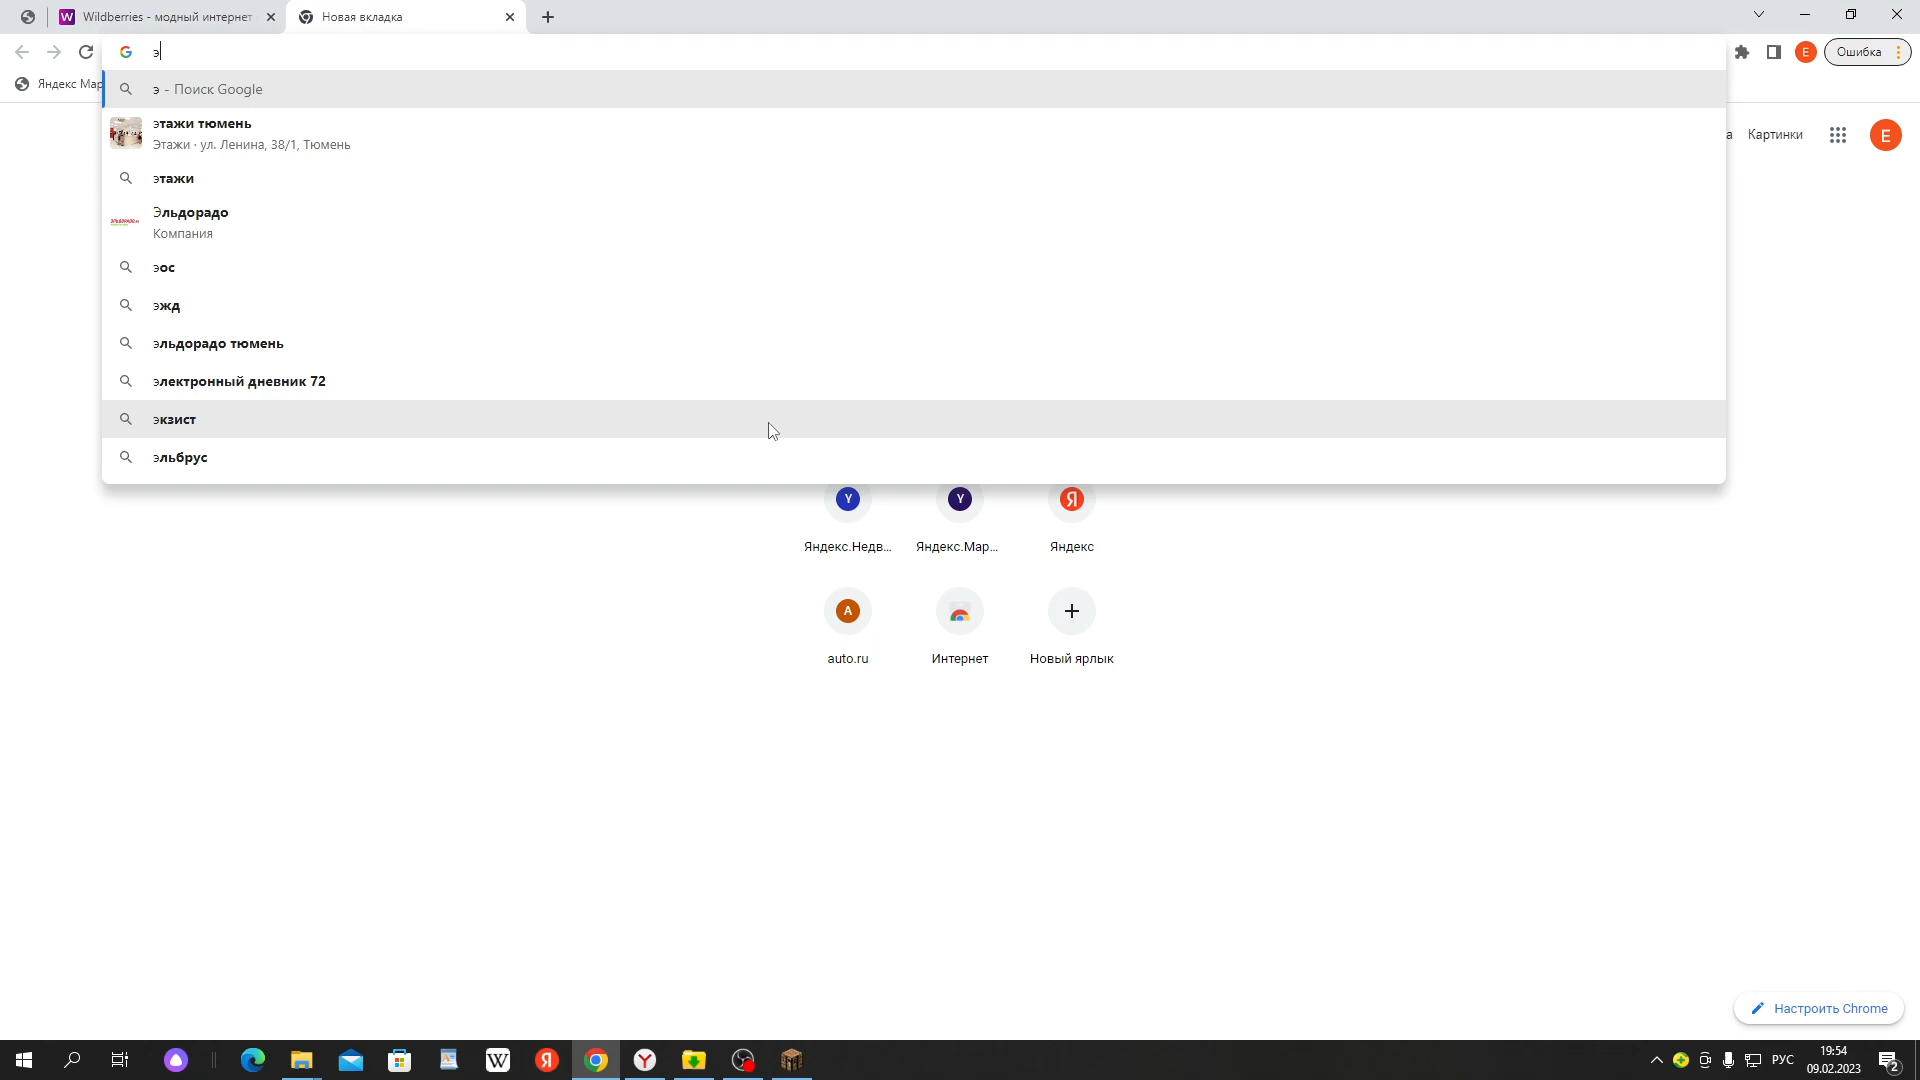 Wildberries - модный интернет
Новая вкладка
э
Ошибка
E
Яндекс Мар
э - Поиск Google
этажи тюмень
Этажи · ул. Ленина, 38/1, Тюмень
а Картинки
E
этажи
Эльдорадо
Компания
эос
эжд
эльдорадо тюмень
электронный дневник 72
экзист
эльбрус
Y Y Я
Яндекс.Недв... Яндекс.Мар... Яндекс
A
auto.ru Интернет Новый ярлык
Настроить Chrome
РУС
19:54
09.02.2023
2